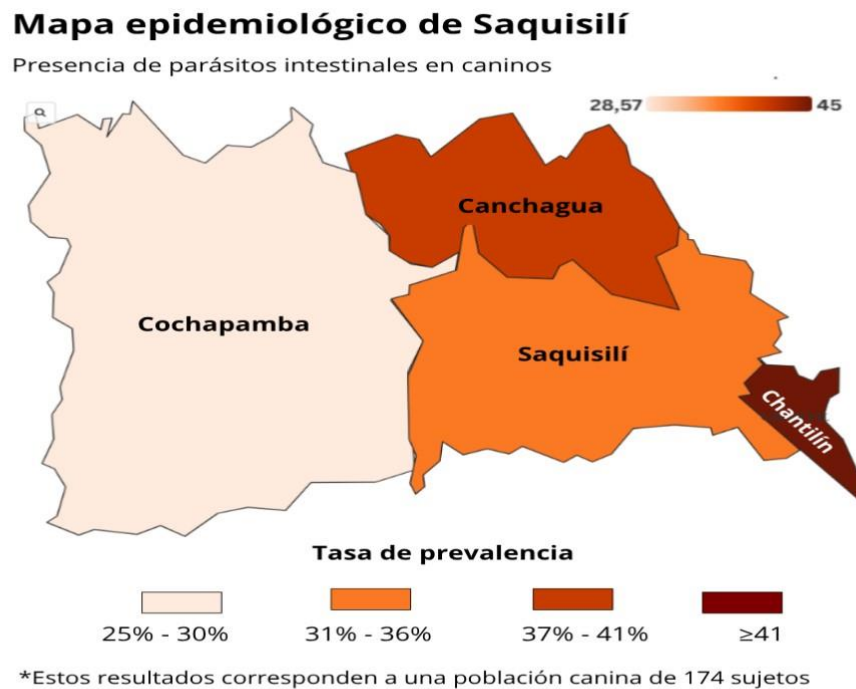 Mapa epidemiológico de Saquisilí
Presencia de parásitos intestinales en caninos
28,57 45
Canchagua
Cochapamba
Saquisilí
Chantilín
Tasa de prevalencia
25% - 30% 31% - 36% 37% - 41% ≥41
*Estos resultados corresponden a una población canina de 174 sujetos